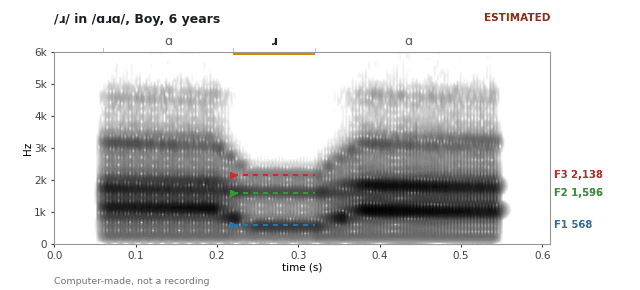 /ɹ/ in /ɑɹɑ/, Boy, 6 years
ESTIMATED
ɑ ɹ ɑ
6k
5k
4k
3k
2k
1k
0
Hz
F3 2,138
F2 1,596
F1 568
0.0 0.1 0.2 0.3 0.4 0.5 0.6
time (s)
Computer-made, not a recording